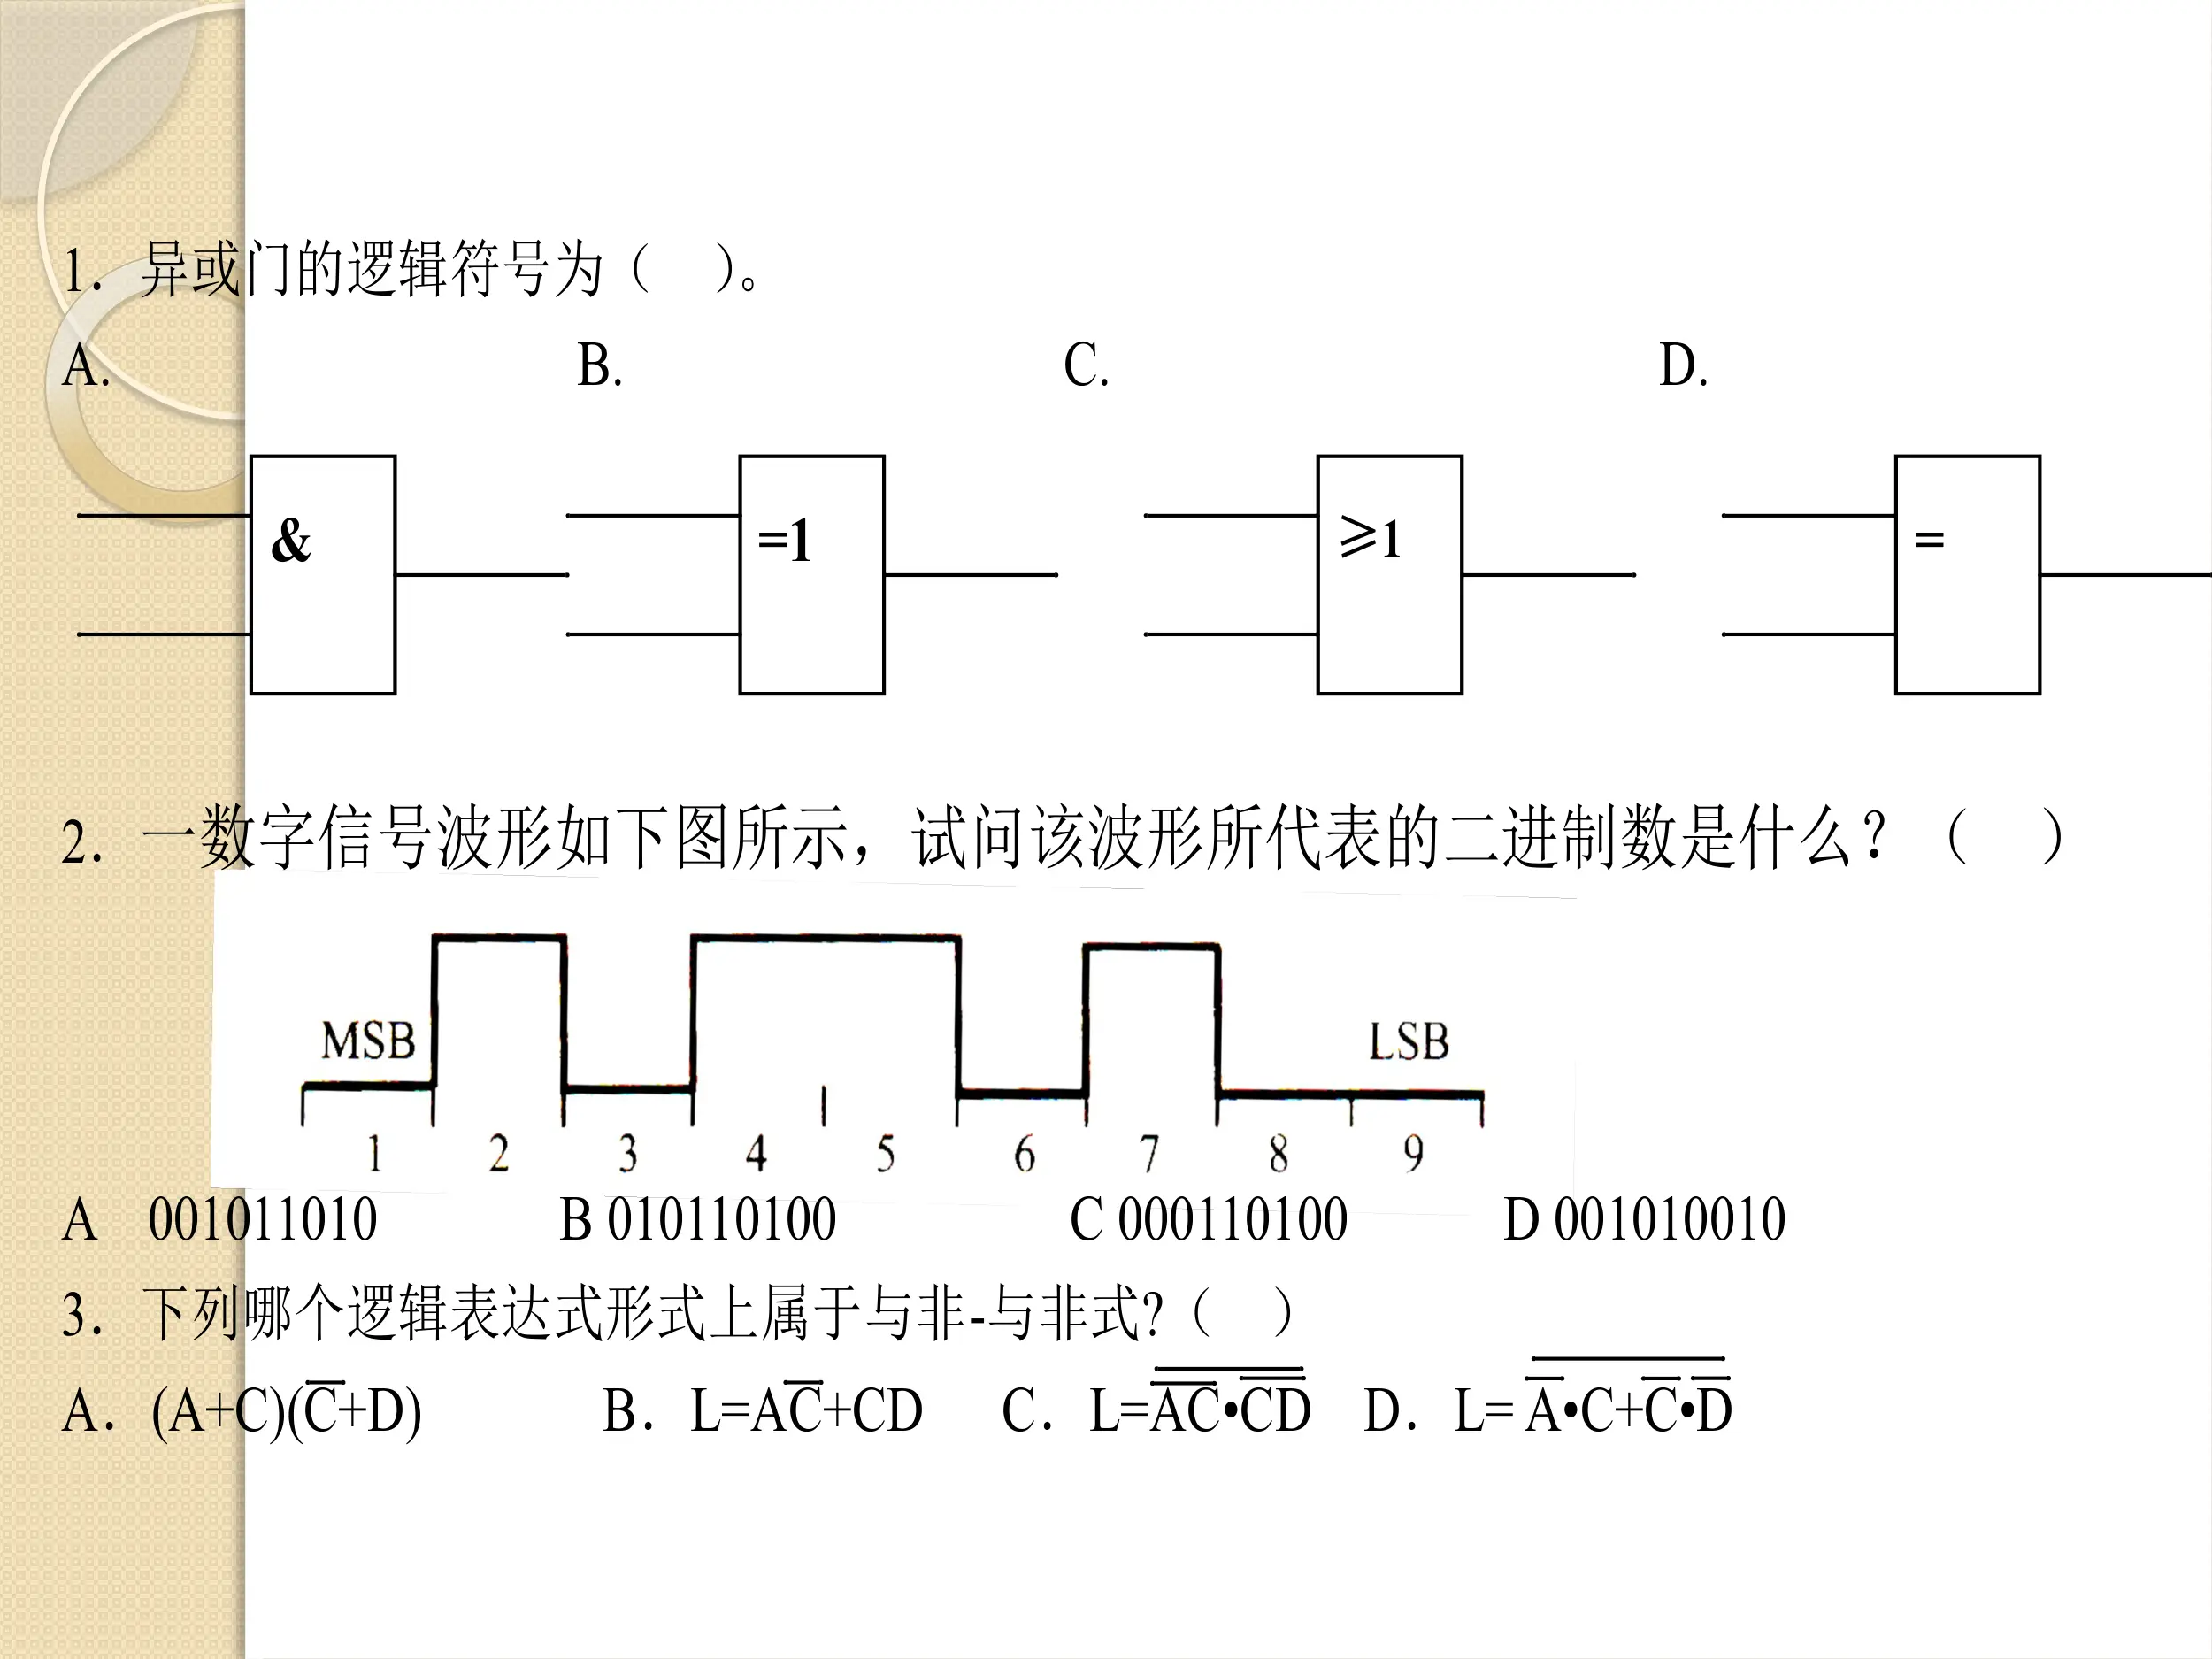 1．异或门的逻辑符号为（　）。
A. B. C. D.
& =1 ≥1 =
2．一数字信号波形如下图所示，试问该波形所代表的二进制数是什么？（　）
MSB LSB
1 2 3 4 5 6 7 8 9
A 001011010 B 010110100 C 000110100 D 001010010
3．下列哪个逻辑表达式形式上属于与非-与非式?（　）
A．(A+C)(C̅+D) B．L=AC̅+CD C．L=A̿C̿•C̿D̿ D．L=A̿•C̅+C̿•D̿